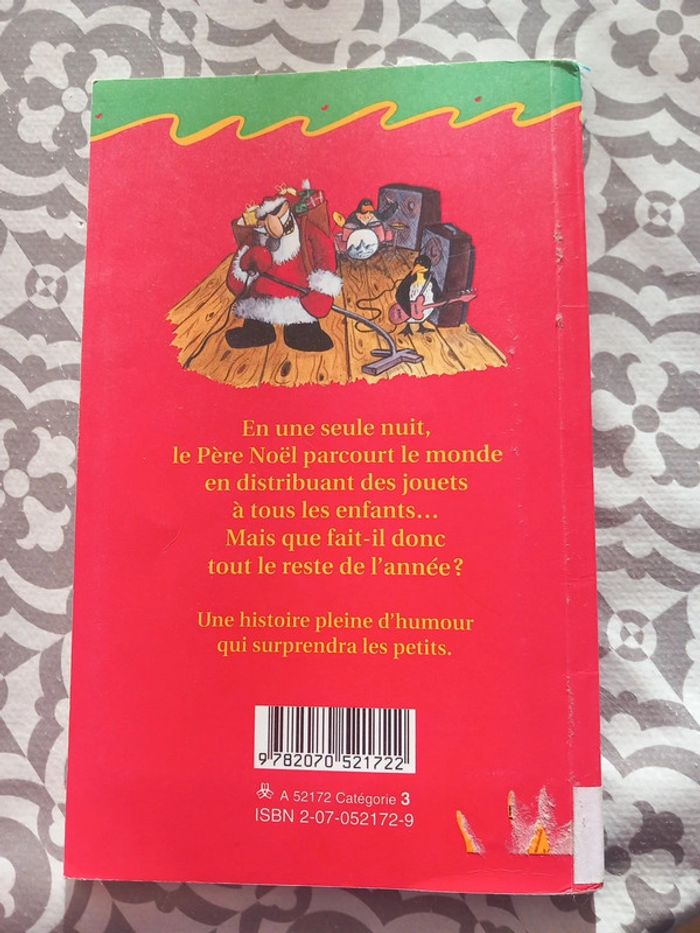 En une seule nuit,
le Père Noël parcourt le monde
en distribuant des jouets
à tous les enfants...
Mais que fait-il donc
tout le reste de l'année ?
Une histoire pleine d'humour
qui surprendra les petits.
9 782070 521722
A 52172 Catégorie 3
ISBN 2-07-052172-9